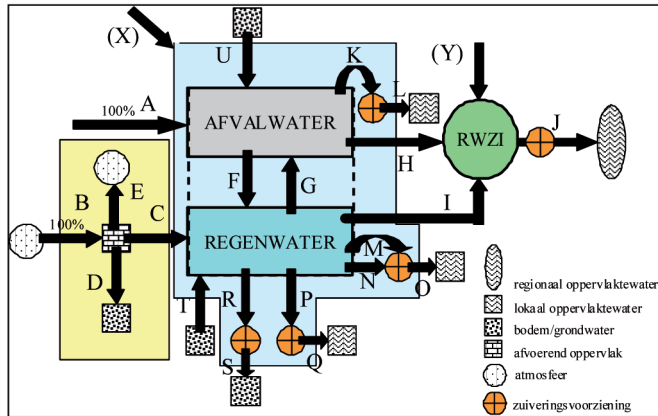 (X)
U
K
(Y)
L
A
100%
AFVALWATER
RWZI
J
H
E
F
G
B
C
I
100%
REGENWATER
M
N
D
O
T
R
P
S
Q
regionaal oppervlaktewater
lokaal oppervlaktewater
bodem/grondwater
afvoerend oppervlak
atmosfeer
zuiveringsvoorziening